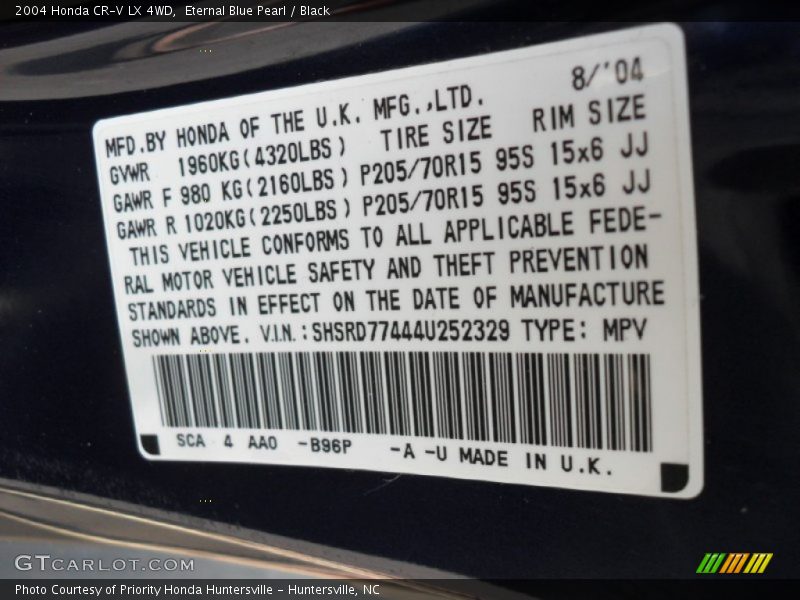 2004 Honda CR-V LX 4WD, Eternal Blue Pearl / Black
8/'04
MFD.BY HONDA OF THE U.K. MFG.,LTD.
GVWR 1960KG(4320LBS) TIRE SIZE RIM SIZE
GAWR F 980 KG(2160LBS) P205/70R15 95S 15x6 JJ
GAWR R 1020KG(2250LBS) P205/70R15 95S 15x6 JJ
THIS VEHICLE CONFORMS TO ALL APPLICABLE FEDE-
RAL MOTOR VEHICLE SAFETY AND THEFT PREVENTION
STANDARDS IN EFFECT ON THE DATE OF MANUFACTURE
SHOWN ABOVE. V.I.N.:SHSRD77444U252329 TYPE: MPV
SCA 4 AA0 -B96P -A -U MADE IN U.K.
GTCARLOT.COM
Photo Courtesy of Priority Honda Huntersville - Huntersville, NC